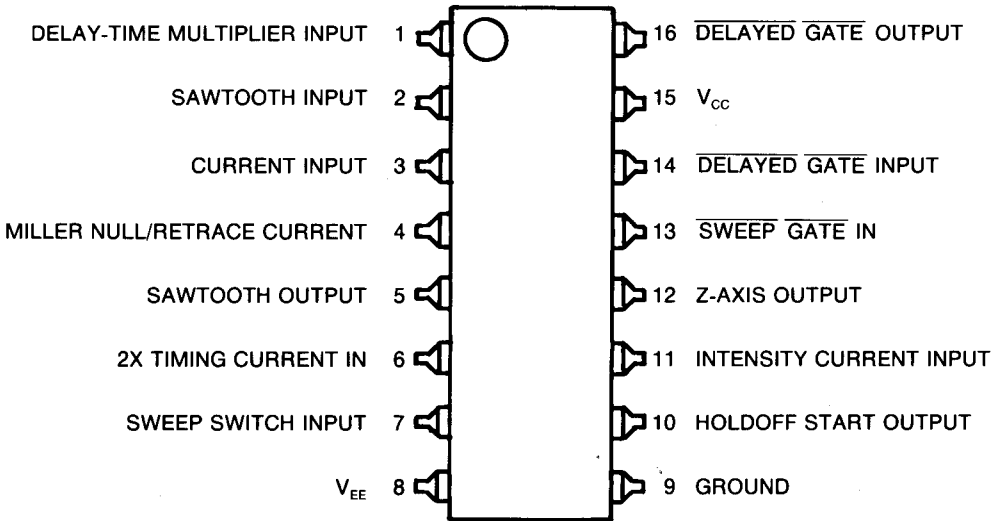 DELAY-TIME MULTIPLIER INPUT 1 16 DELAYED GATE OUTPUT
SAWTOOTH INPUT 2 15 VCC
CURRENT INPUT 3 14 DELAYED GATE INPUT
MILLER NULL/RETRACE CURRENT 4 13 SWEEP GATE IN
SAWTOOTH OUTPUT 5 12 Z-AXIS OUTPUT
2X TIMING CURRENT IN 6 11 INTENSITY CURRENT INPUT
SWEEP SWITCH INPUT 7 10 HOLDOFF START OUTPUT
VEE 8 9 GROUND